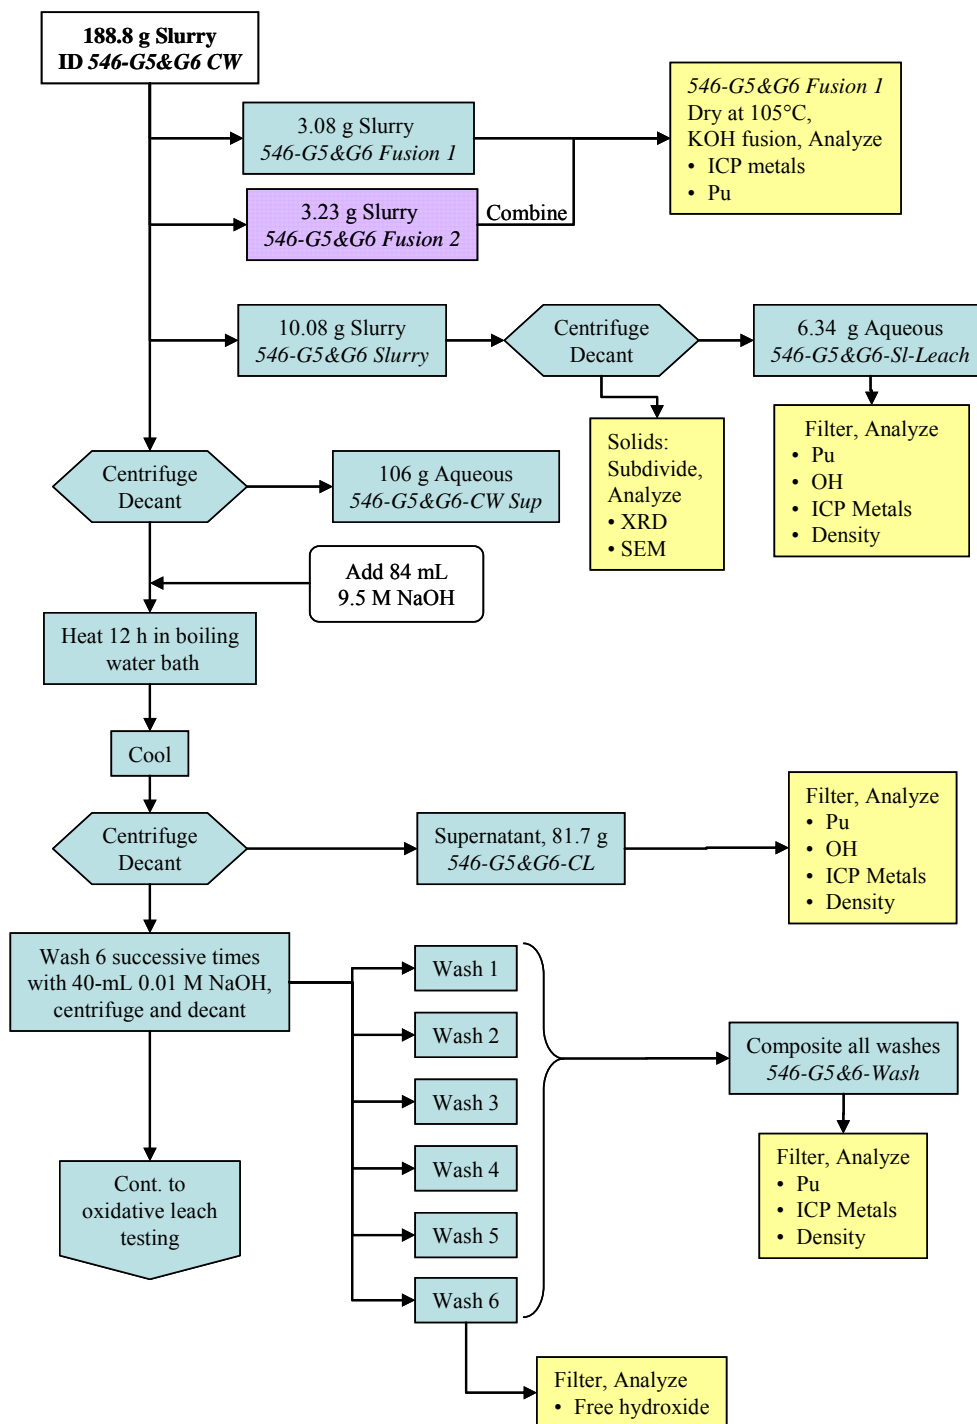 188.8 g Slurry
ID 546-G5&G6 CW
3.08 g Slurry
546-G5&G6 Fusion 1
546-G5&G6 Fusion 1
Dry at 105°C,
KOH fusion, Analyze
• ICP metals
• Pu
3.23 g Slurry
546-G5&G6 Fusion 2
Combine
10.08 g Slurry
546-G5&G6 Slurry
Centrifuge
Decant
6.34 g Aqueous
546-G5&G6-Sl-Leach
Solids:
Subdivide,
Analyze
• XRD
• SEM
Filter, Analyze
• Pu
• OH
• ICP Metals
• Density
Centrifuge
Decant
106 g Aqueous
546-G5&G6-CW Sup
Add 84 mL
9.5 M NaOH
Heat 12 h in boiling
water bath
Cool
Centrifuge
Decant
Supernatant, 81.7 g
546-G5&G6-CL
Filter, Analyze
• Pu
• OH
• ICP Metals
• Density
Wash 6 successive times
with 40-mL 0.01 M NaOH,
centrifuge and decant
Wash 1
Wash 2
Wash 3
Wash 4
Wash 5
Wash 6
Composite all washes
546-G5&6-Wash
Filter, Analyze
• Pu
• ICP Metals
• Density
Cont. to
oxidative leach
testing
Filter, Analyze
• Free hydroxide